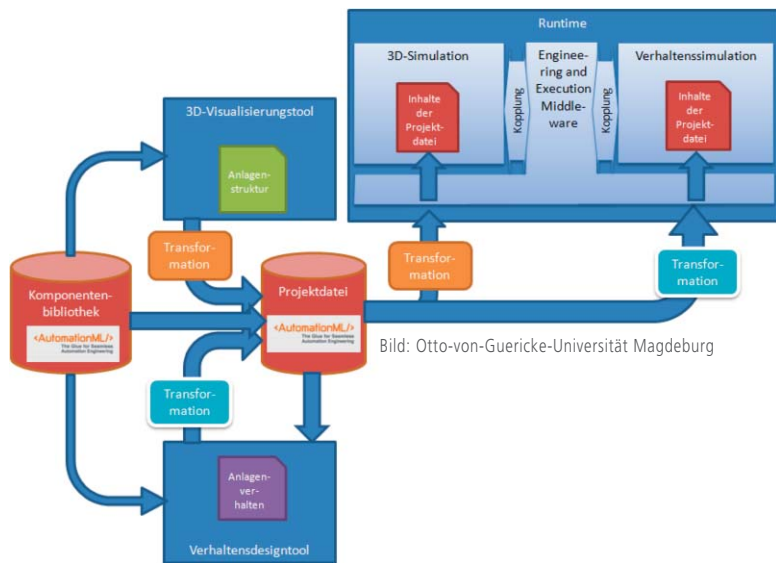 Runtime
3D-Simulation
Inhalte
der
Projekt-
datei
Kopplung
Enginee-
ring and
Execution
Middle-
ware
Kopplung
Verhaltenssimulation
Inhalte
der
Projekt-
datei
3D-Visualisierungstool
Anlagen-
struktur
Transfor-
mation
Transfor-
mation
Transfor-
mation
Komponenten-
bibliothek
<AutomationML/>
The Glue for Seamless
Automation Engineering
Projektdatei
<AutomationML/>
The Glue for Seamless
Automation Engineering
Bild: Otto-von-Guericke-Universität Magdeburg
Transfor-
mation
Anlagen-
ver-
halten
Verhaltensdesigntool